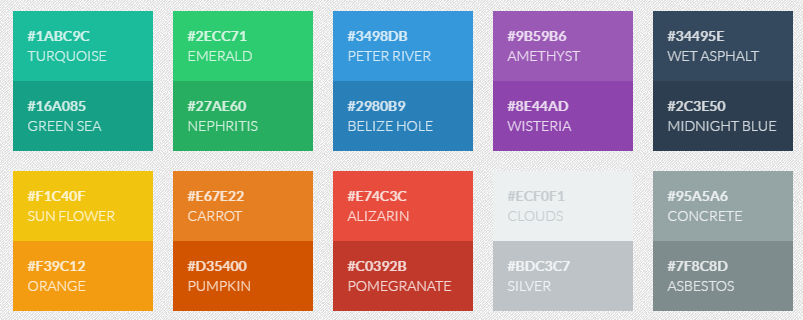 #1ABC9C
TURQUOISE
#2ECC71
EMERALD
#3498DB
PETER RIVER
#9B59B6
AMETHYST
#34495E
WET ASPHALT
#16A085
GREEN SEA
#27AE60
NEPHRITIS
#2980B9
BELIZE HOLE
#8E44AD
WISTERIA
#2C3E50
MIDNIGHT BLUE
#F1C40F
SUN FLOWER
#E67E22
CARROT
#E74C3C
ALIZARIN
#ECF0F1
CLOUDS
#95A5A6
CONCRETE
#F39C12
ORANGE
#D35400
PUMPKIN
#C0392B
POMEGRANATE
#BDC3C7
SILVER
#7F8C8D
ASBESTOS